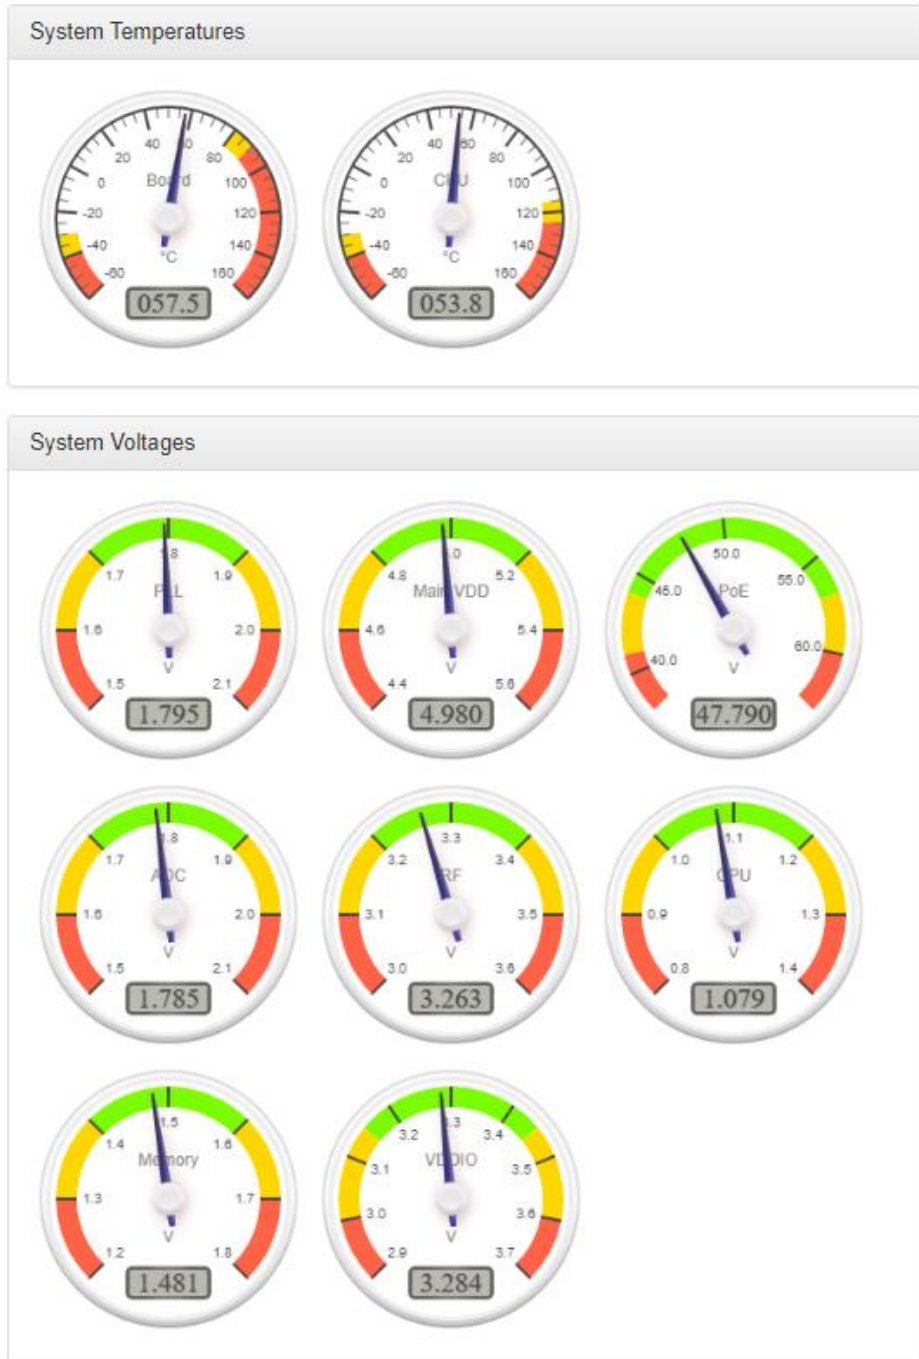 System Temperatures
-60 -40 -20 0 20 40 80 100 120 140 160
Board
°C
057.5
-60 -40 -20 0 20 40 60 80 100 120 140 160
CPU
°C
053.8
System Voltages
1.5 1.6 1.7 1.8 1.9 2.0 2.1
PLL
V
1.795
4.4 4.6 4.8 5.0 5.2 5.4 5.6
Main VDD
V
4.980
40.0 45.0 50.0 55.0 60.0
PoE
V
47.790
1.5 1.6 1.7 1.8 1.9 2.0 2.1
ADC
V
1.785
3.0 3.1 3.2 3.3 3.4 3.5 3.6
RF
V
3.263
0.8 0.9 1.0 1.1 1.2 1.3 1.4
CPU
V
1.079
1.2 1.3 1.4 1.5 1.6 1.7 1.8
Memory
V
1.481
2.9 3.0 3.1 3.2 3.3 3.4 3.5 3.6 3.7
VDDIO
V
3.284